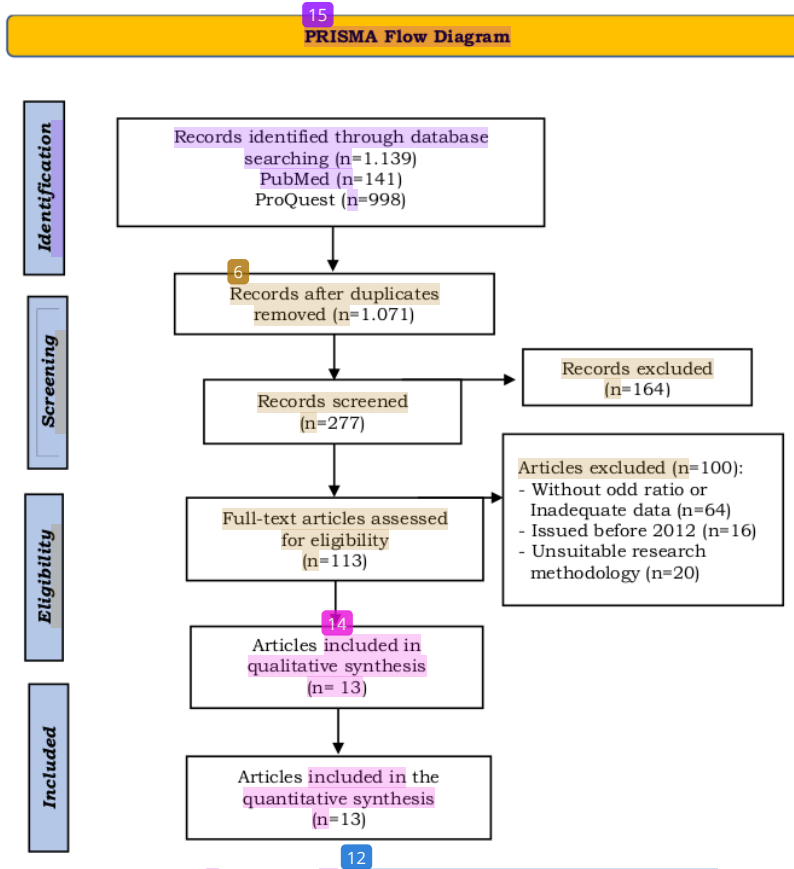 15
PRISMA Flow Diagram
Identification
Records identified through database
searching (n=1.139)
PubMed (n=141)
ProQuest (n=998)
6
Records after duplicates
removed (n=1.071)
Screening
Records screened
(n=277)
Records excluded
(n=164)
Eligibility
Full-text articles assessed
for eligibility
(n=113)
Articles excluded (n=100):
- Without odd ratio or
Inadequate data (n=64)
- Issued before 2012 (n=16)
- Unsuitable research
methodology (n=20)
14
Articles included in
qualitative synthesis
(n= 13)
Included
Articles included in the
quantitative synthesis
(n=13)
12